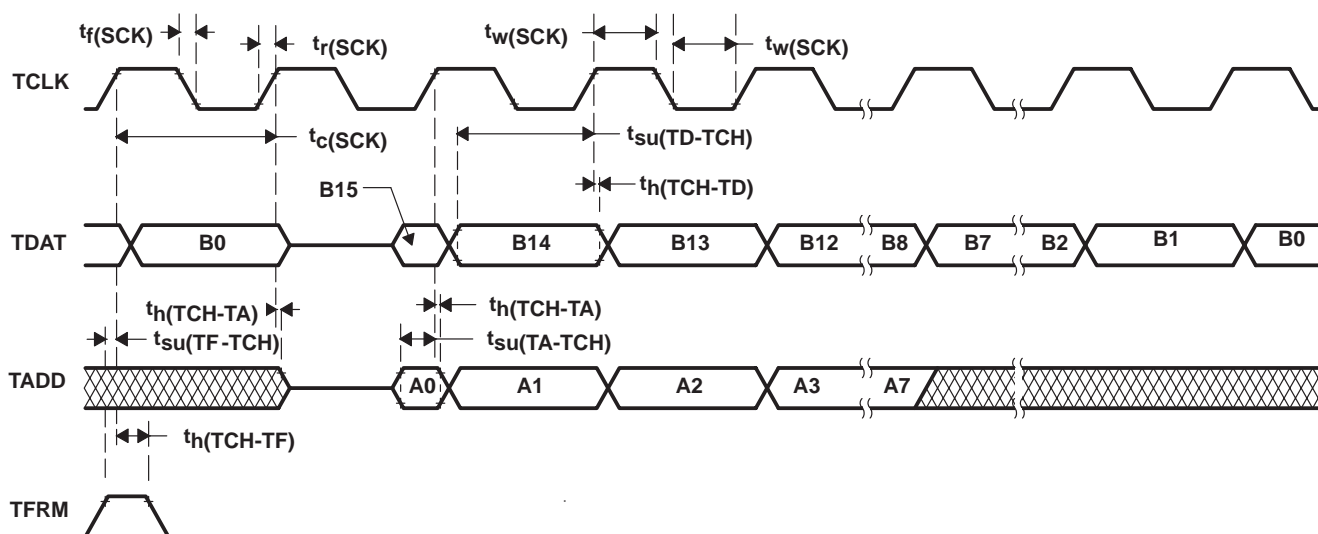 tf(SCK)
tr(SCK)
tw(SCK)
tw(SCK)
TCLK
tc(SCK)
tsu(TD-TCH)
B15
th(TCH-TD)
TDAT
B0
B14
B13
B12
B8
B7
B2
B1
B0
th(TCH-TA)
th(TCH-TA)
tsu(TF-TCH)
tsu(TA-TCH)
TADD
A0
A1
A2
A3
A7
th(TCH-TF)
TFRM